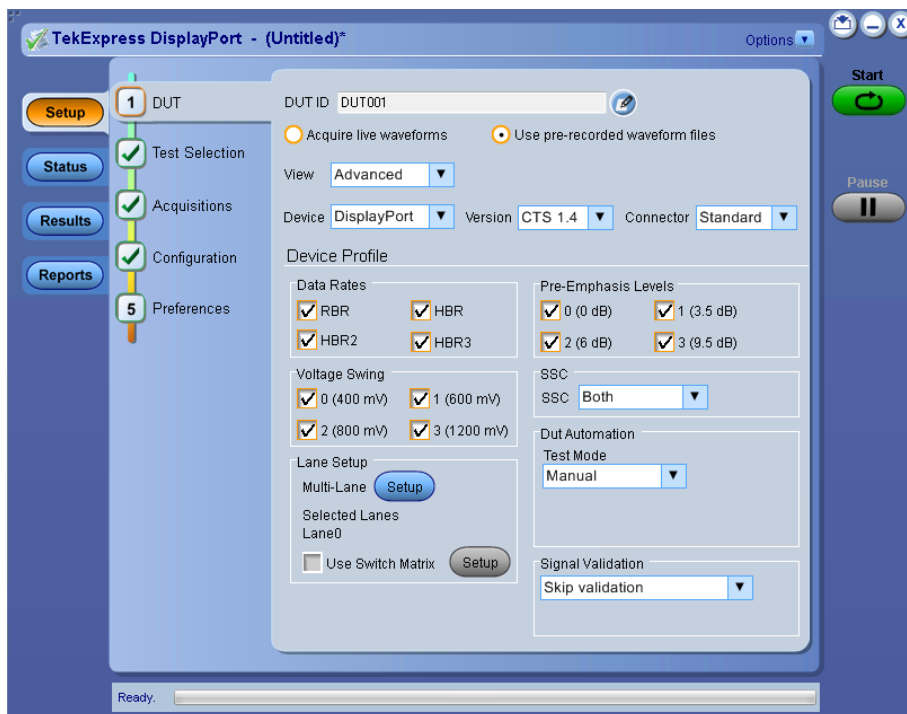 TekExpress DisplayPort - (Untitled)*
Options
x
Start
Pause
Setup
Status
Results
Reports
1 DUT
Test Selection
Acquisitions
Configuration
5 Preferences
DUT ID DUT001
Acquire live waveforms Use pre-recorded waveform files
View Advanced
Device DisplayPort Version CTS 1.4 Connector Standard
Device Profile
Data Rates
RBR HBR
HBR2 HBR3
Pre-Emphasis Levels
0 (0 dB) 1 (3.5 dB)
2 (6 dB) 3 (9.5 dB)
Voltage Swing
0 (400 mV) 1 (600 mV)
2 (800 mV) 3 (1200 mV)
SSC
SSC Both
Lane Setup
Multi-Lane Setup
Selected Lanes
Lane0
Use Switch Matrix Setup
Dut Automation
Test Mode
Manual
Signal Validation
Skip validation
Ready.